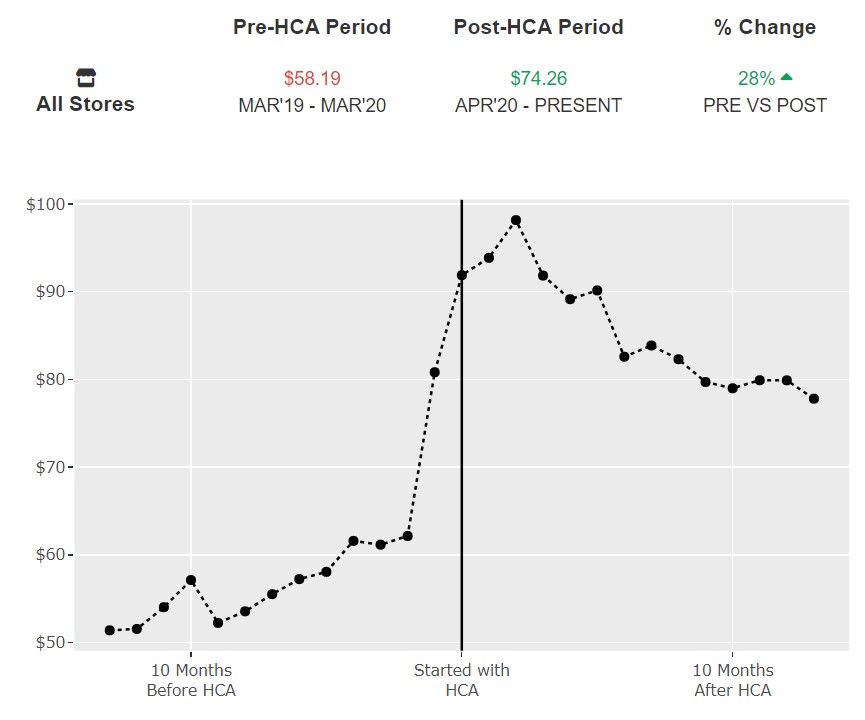 Pre-HCA Period Post-HCA Period % Change
$58.19 $74.26 28%
All Stores MAR'19 - MAR'20 APR'20 - PRESENT PRE VS POST
$100
$90
$80
$70
$60
$50
10 Months Started with 10 Months
Before HCA HCA After HCA